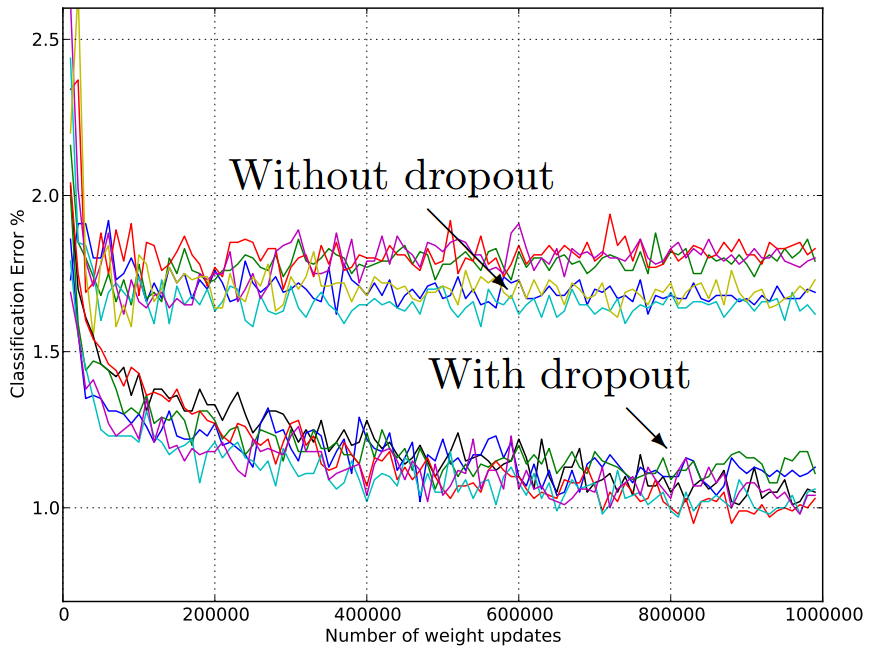 2.5
2.0
1.5
1.0
Classification Error %
Without dropout
With dropout
0
200000
400000
600000
800000
1000000
Number of weight updates